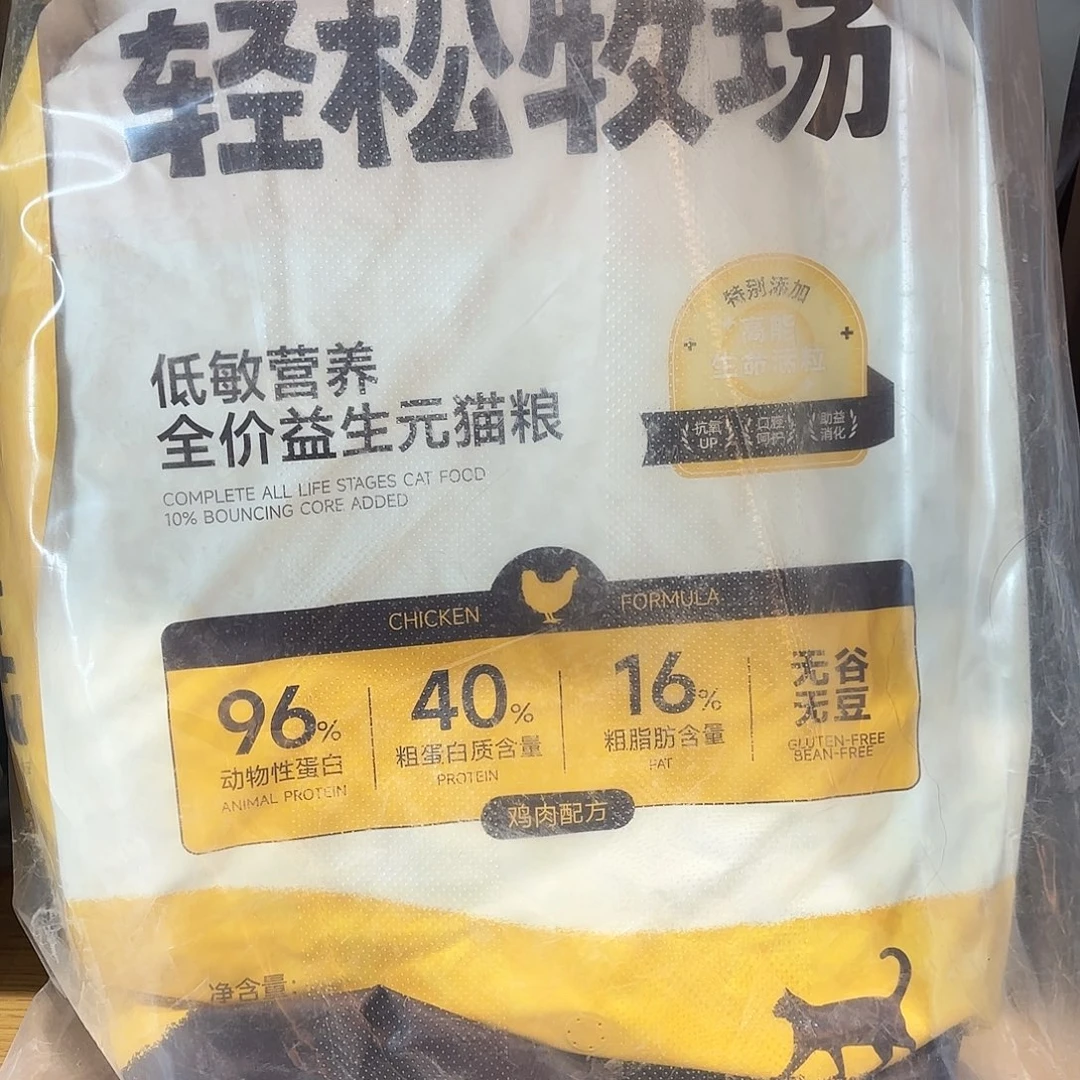 轻松牧场
特别添加
低敏营养
全价益生元猫粮
抗氧
UP
口腔
呵护
助益
消化
COMPLETE ALL LIFE STAGES CAT FOOD
10% BOUNCING CORE ADDED
CHICKEN FORMULA
96%
动物性蛋白
ANIMAL PROTEIN
40%
粗蛋白质含量
PROTEIN
16%
粗脂肪含量
FAT
无谷
无豆
GLUTEN-FREE
BEAN-FREE
鸡肉配方
净含量: